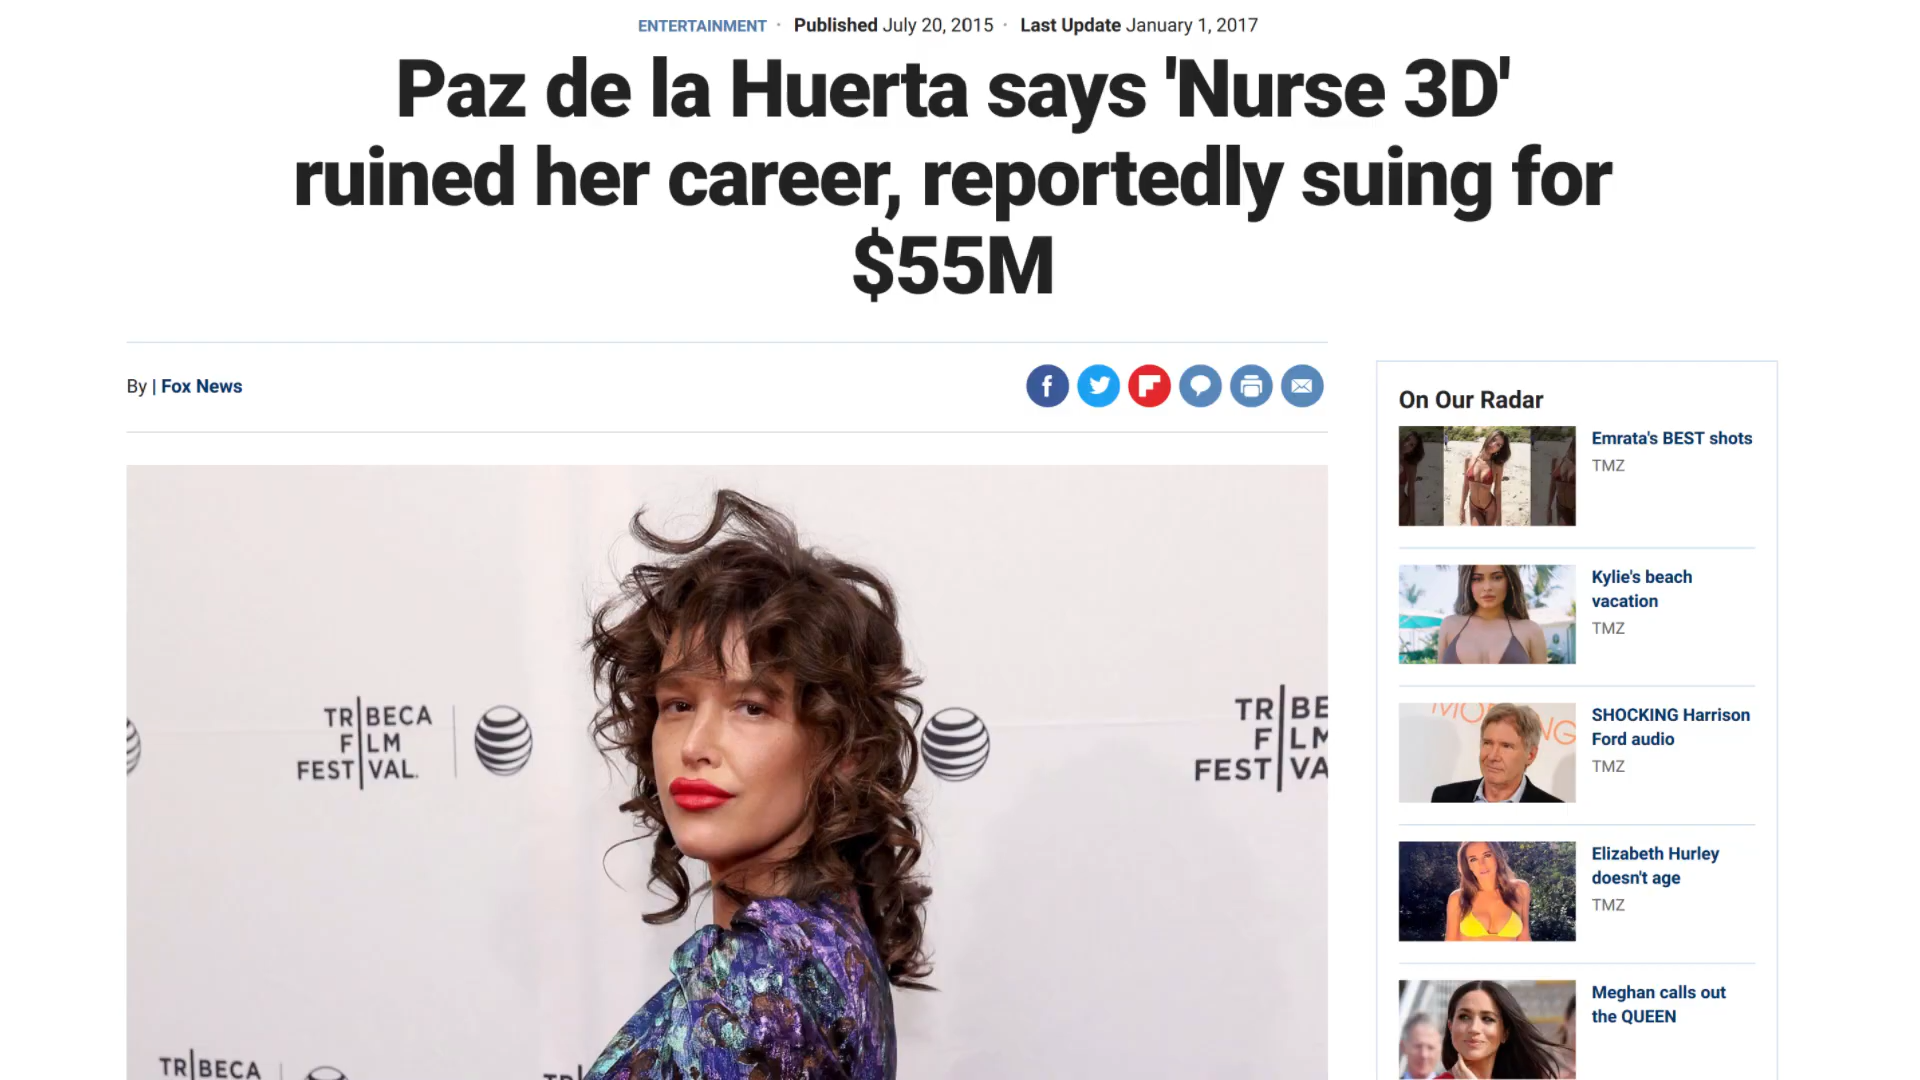 ENTERTAINMENT · Published July 20, 2015 · Last Update January 1, 2017
Paz de la Huerta says 'Nurse 3D'
ruined her career, reportedly suing for
$55M
By | Fox News
On Our Radar
Emrata's BEST shots
TMZ
Kylie's beach
vacation
TMZ
SHOCKING Harrison
Ford audio
TMZ
Elizabeth Hurley
doesn't age
TMZ
Meghan calls out
the QUEEN
TRIBECA
FILM
FESTIVAL.
TRIBE
FILM
FESTIVA
TRIBECA